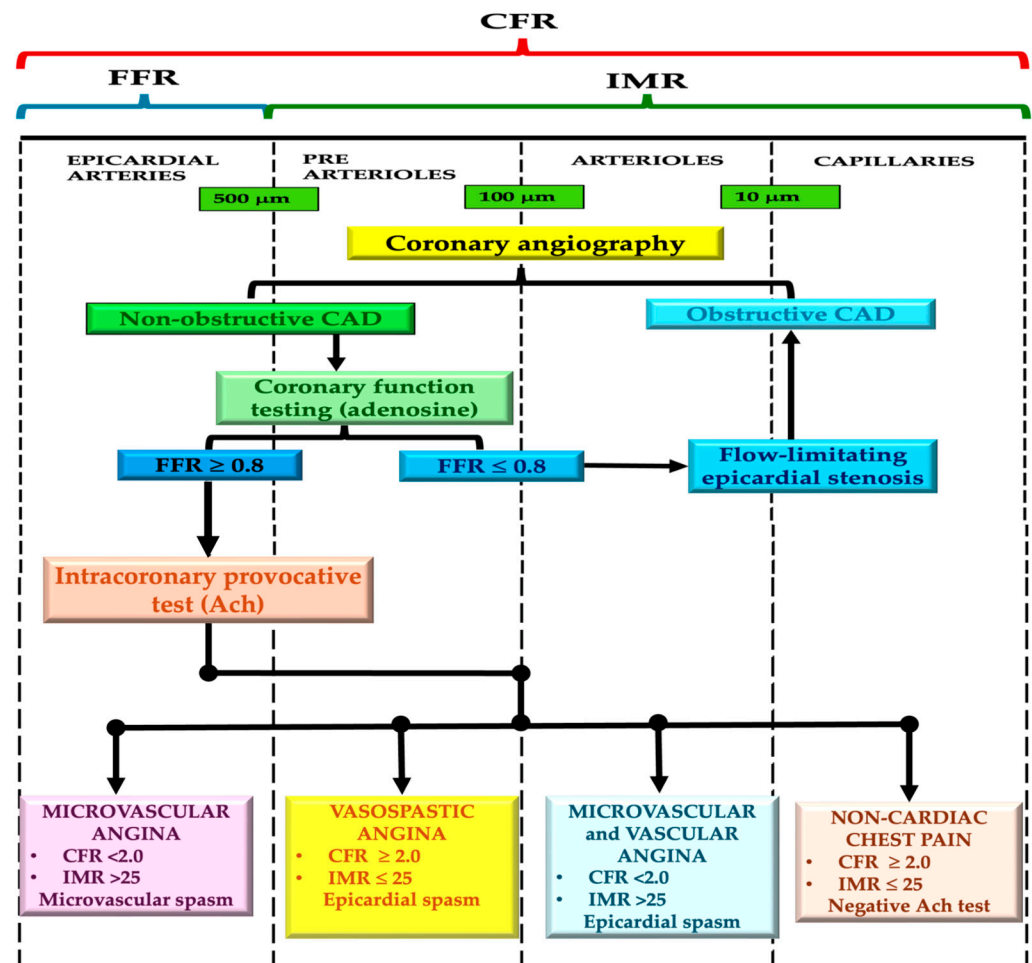 CFR
FFR
IMR
EPICARDIAL
ARTERIES
PRE
ARTERIOLES
ARTERIOLES
CAPILLARIES
500 µm
100 µm
10 µm
Coronary angiography
Non-obstructive CAD
Obstructive CAD
Coronary function
testing (adenosine)
FFR ≥ 0.8
FFR ≤ 0.8
Flow-limitating
epicardial stenosis
Intracoronary provocative
test (Ach)
MICROVASCULAR
ANGINA
• CFR <2.0
• IMR >25
Microvascular spasm
VASOSPASTIC
ANGINA
• CFR ≥ 2.0
• IMR ≤ 25
Epicardial spasm
MICROVASCULAR
and VASCULAR
ANGINA
• CFR <2.0
• IMR >25
Epicardial spasm
NON-CARDIAC
CHEST PAIN
• CFR ≥ 2.0
• IMR ≤ 25
Negative Ach test